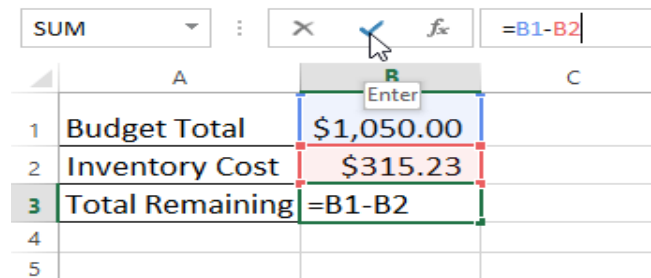 SUM fx =B1-B2
A B C
Enter
1 Budget Total $1,050.00
2 Inventory Cost $315.23
3 Total Remaining =B1-B2
4
5